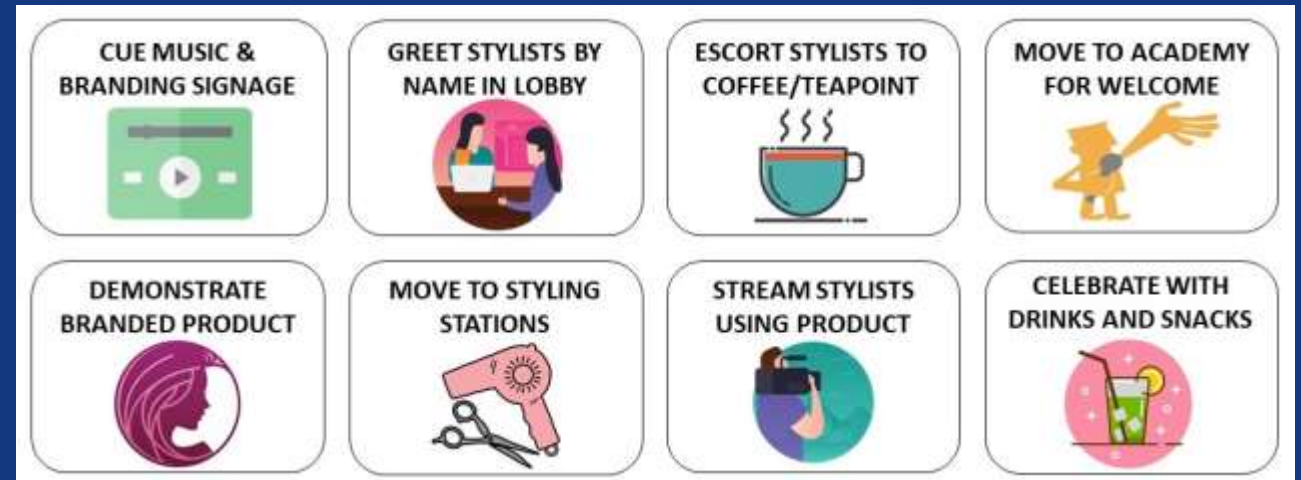 CUE MUSIC &
BRANDING SIGNAGE
GREET STYLISTS BY
NAME IN LOBBY
ESCORT STYLISTS TO
COFFEE/TEAPOINT
MOVE TO ACADEMY
FOR WELCOME
DEMONSTRATE
BRANDED PRODUCT
MOVE TO STYLING
STATIONS
STREAM STYLISTS
USING PRODUCT
CELEBRATE WITH
DRINKS AND SNACKS